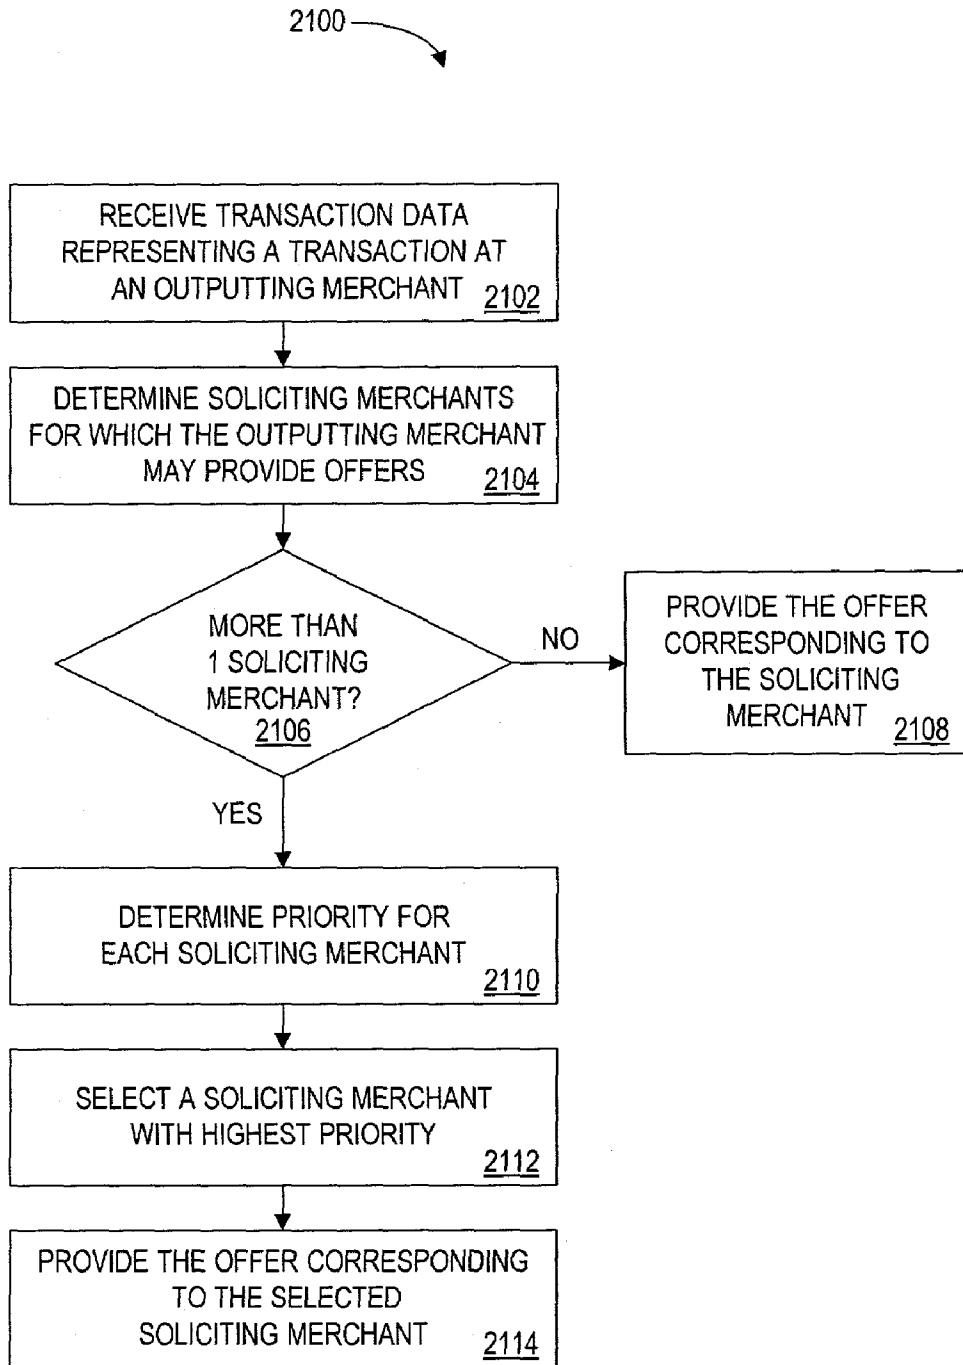 2100
RECEIVE TRANSACTION DATA
REPRESENTING A TRANSACTION AT
AN OUTPUTTING MERCHANT
2102
DETERMINE SOLICITING MERCHANTS
FOR WHICH THE OUTPUTTING MERCHANT
MAY PROVIDE OFFERS
2104
MORE THAN
1 SOLICITING
MERCHANT?
2106
NO
PROVIDE THE OFFER
CORRESPONDING TO
THE SOLICITING
MERCHANT
2108
YES
DETERMINE PRIORITY FOR
EACH SOLICITING MERCHANT
2110
SELECT A SOLICITING MERCHANT
WITH HIGHEST PRIORITY
2112
PROVIDE THE OFFER CORRESPONDING
TO THE SELECTED
SOLICITING MERCHANT
2114